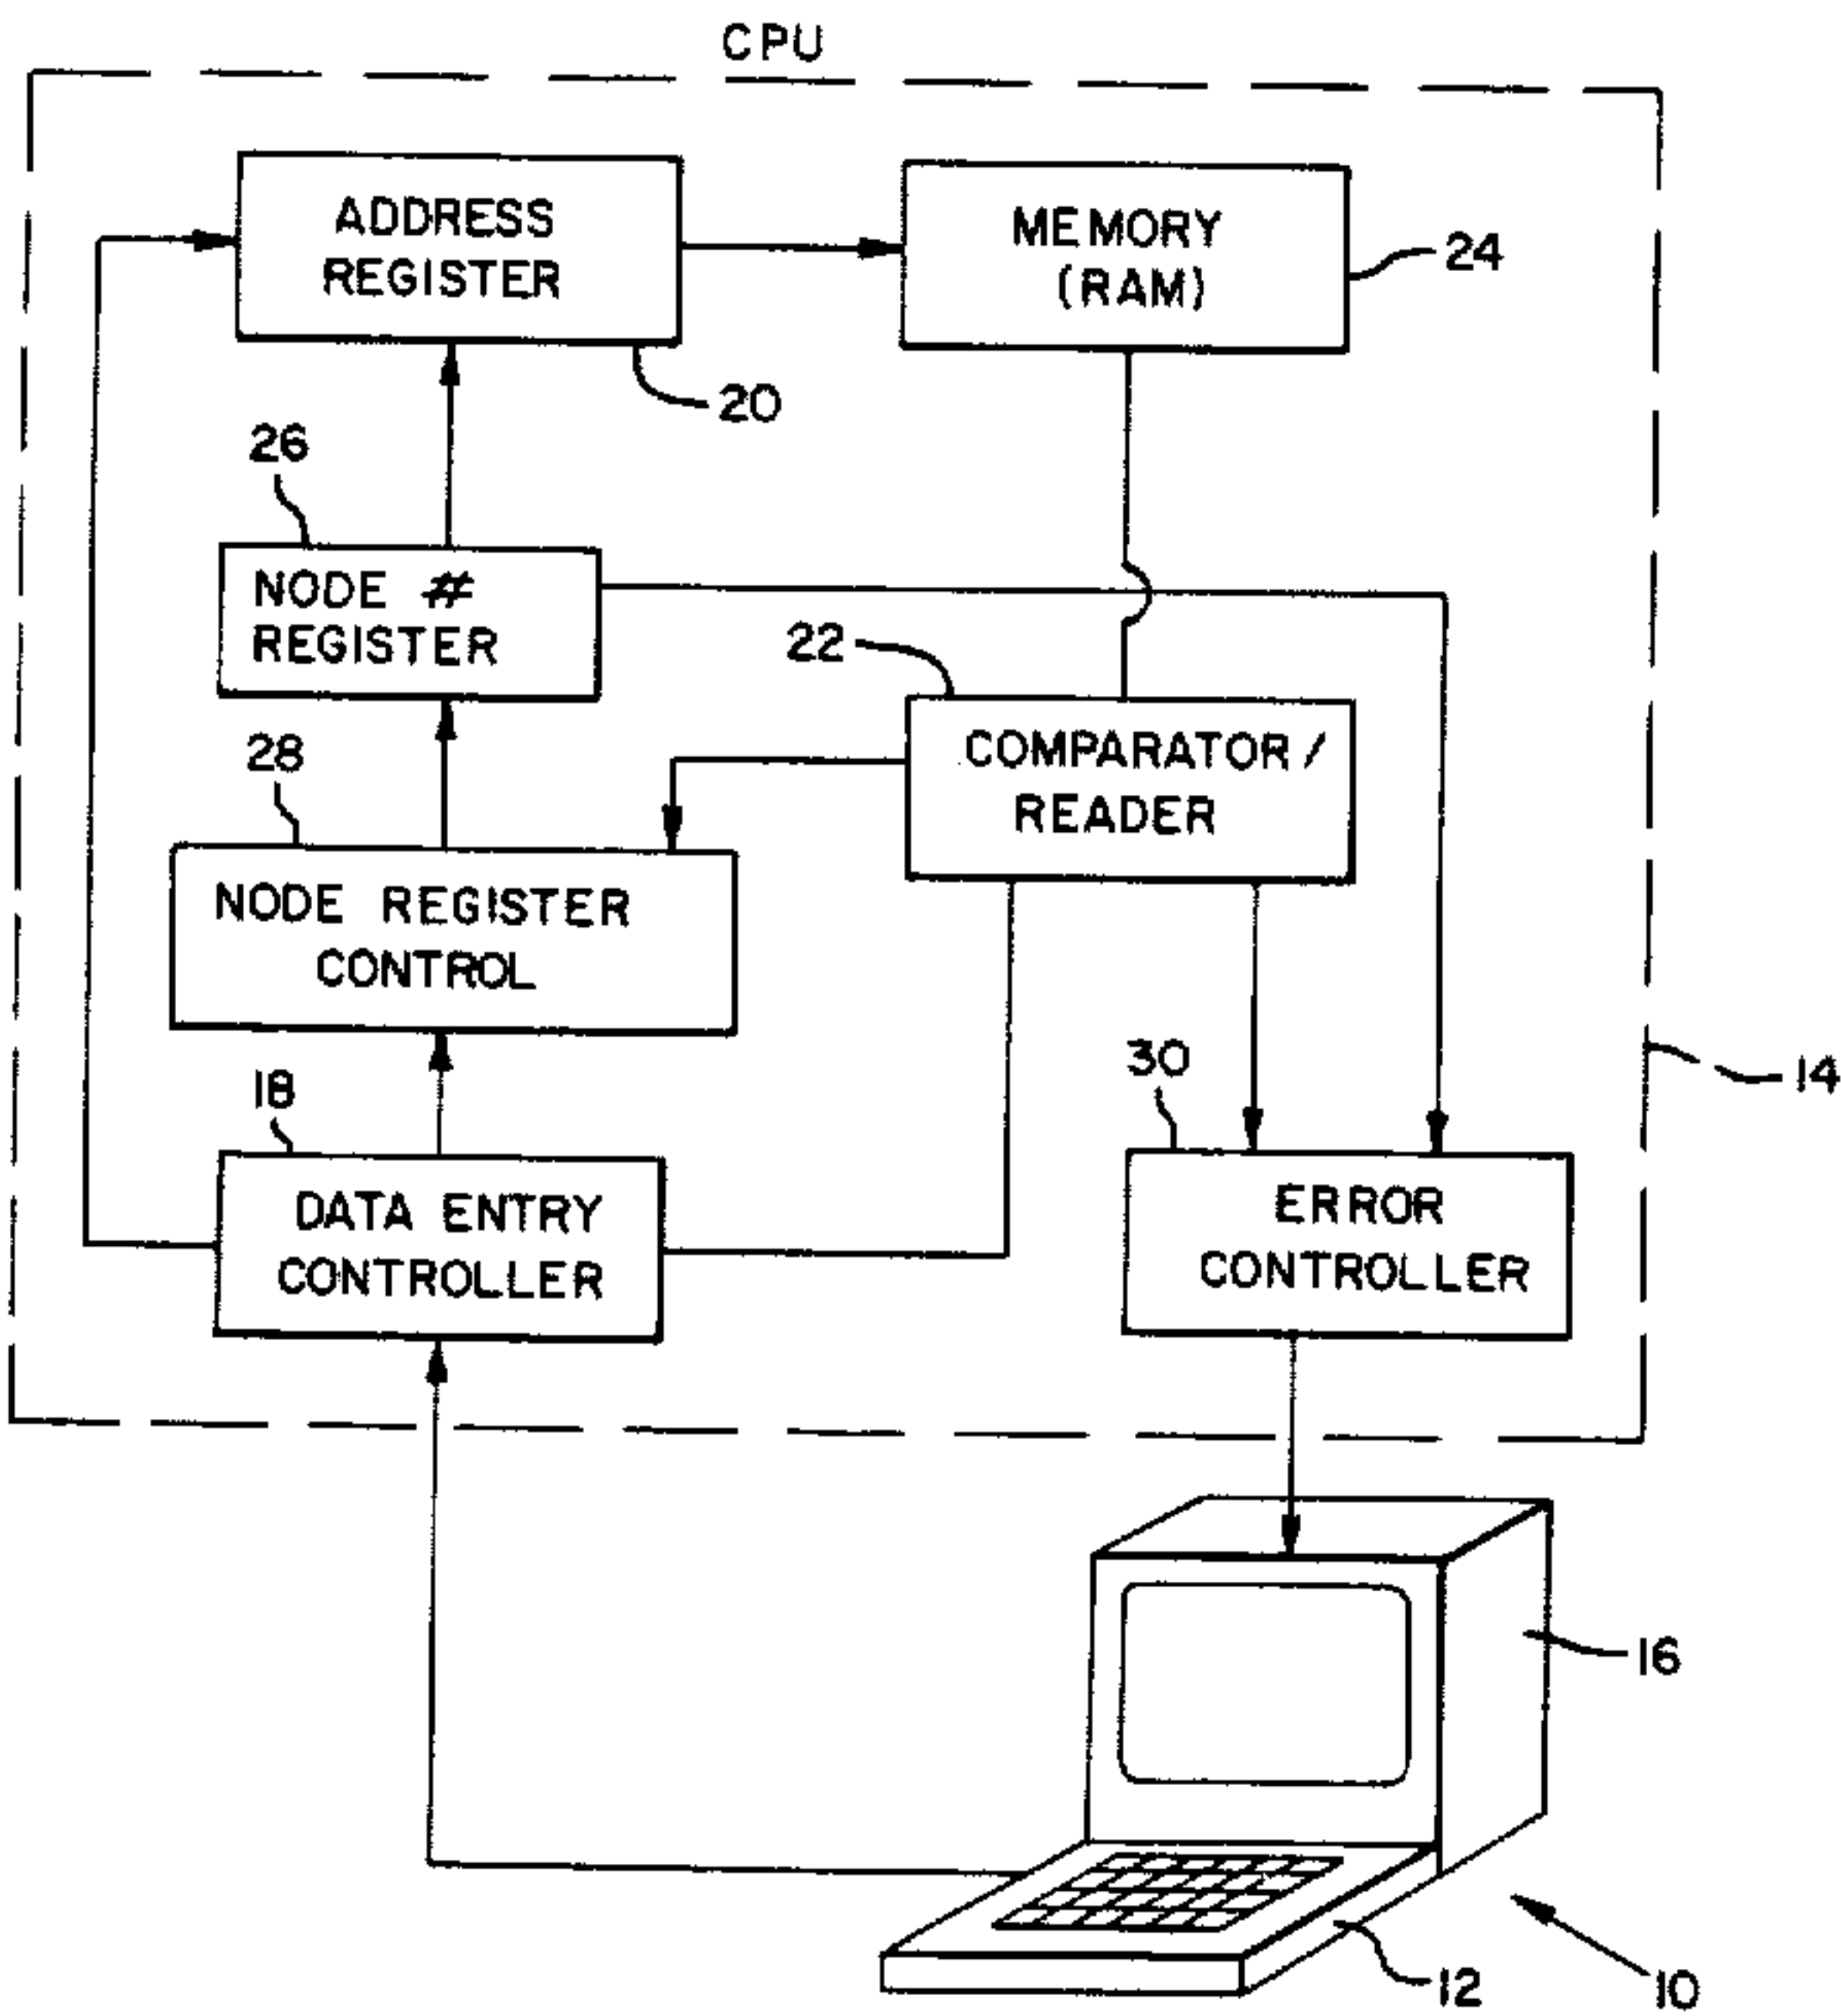 CPU
ADDRESS
REGISTER
MEMORY
(RAM)
24
20
26
NODE #
REGISTER
22
COMPARATOR/
READER
28
NODE REGISTER
CONTROL
30
14
18
DATA ENTRY
CONTROLLER
ERROR
CONTROLLER
16
12
10